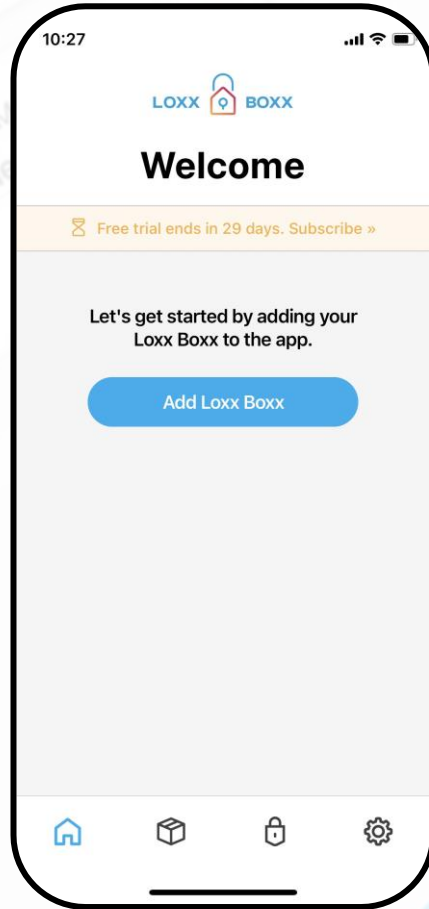 10:27
LOXX BOXX
Welcome
Free trial ends in 29 days. Subscribe »
Let's get started by adding your
Loxx Boxx to the app.
Add Loxx Boxx